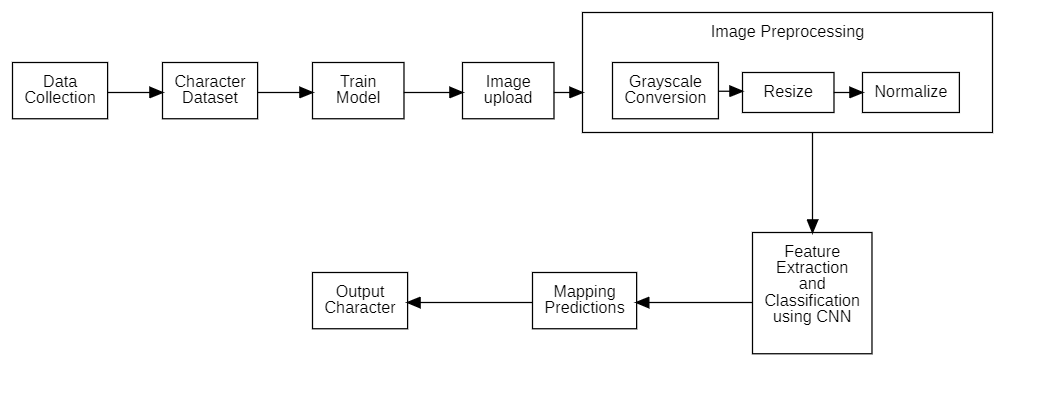 Image Preprocessing
Data
Collection
Character
Dataset
Train
Model
Image
upload
Grayscale
Conversion
Resize
Normalize
Feature
Extraction
and
Classification
using CNN
Mapping
Predictions
Output
Character